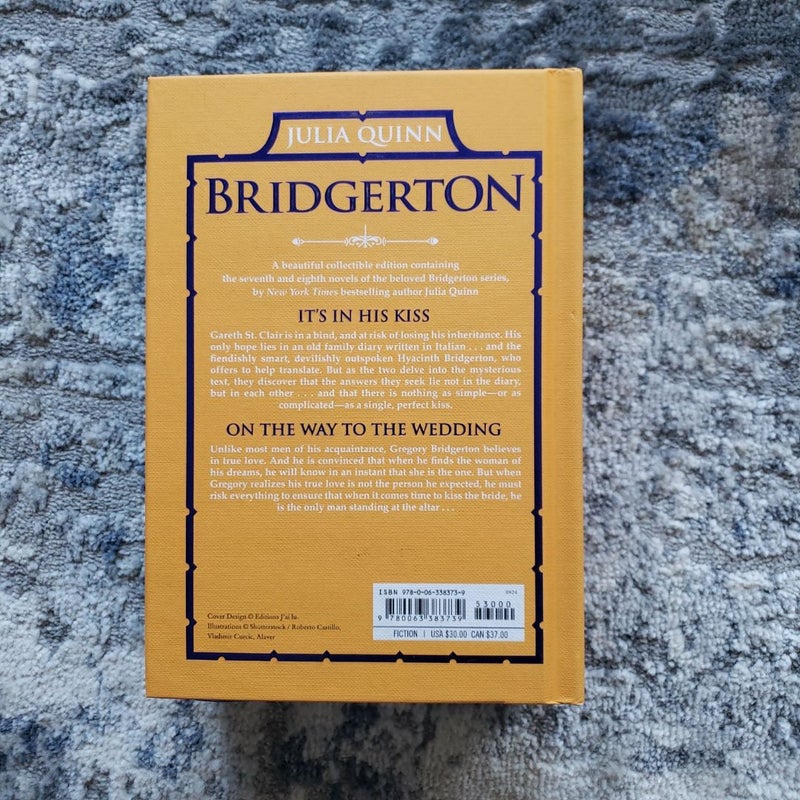 JULIA QUINN
BRIDGERTON
A beautiful collectible edition containing
the seventh and eighth novels of the beloved Bridgerton series,
by New York Times bestselling author Julia Quinn
IT'S IN HIS KISS
Gareth St. Clair is in a bind, and at risk of losing his inheritance. His
only hope lies in an old family diary written in Italian . . . and the
fiendishly smart, devilishly outspoken Hyacinth Bridgerton, who
offers to help translate. But as the two delve into the mysterious
text, they discover that the answers they seek lie not in the diary,
but in each other . . . and that there is nothing as simple—or as
complicated—as a single, perfect kiss.
ON THE WAY TO THE WEDDING
Unlike most men of his acquaintance, Gregory Bridgerton believes
in true love. And he is convinced that when he finds the woman of
his dreams, he will know in an instant that she is the one. But when
Gregory realizes his true love is not the person he expected, he must
risk everything to ensure that when it comes time to kiss the bride, he
is the only man standing at the altar . . .
ISBN 978-0-06-338373-9
0924
53000
9 780063 383739
FICTION | USA $30.00 CAN $37.00
Cover Design © Editions J'ai lu
Illustrations © Shutterstock / Roberto Castillo,
Vladimir Curcic, Alaver